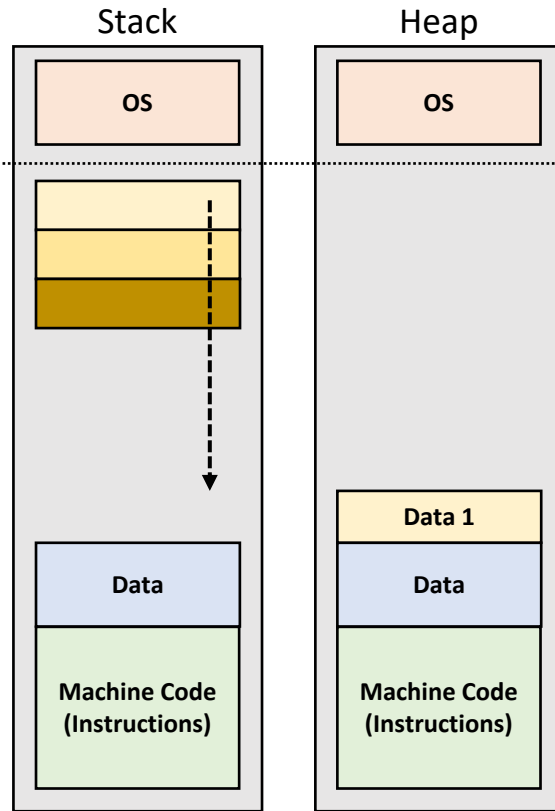 Stack
Heap
OS
OS
Data 1
Data
Data
Machine Code
(Instructions)
Machine Code
(Instructions)